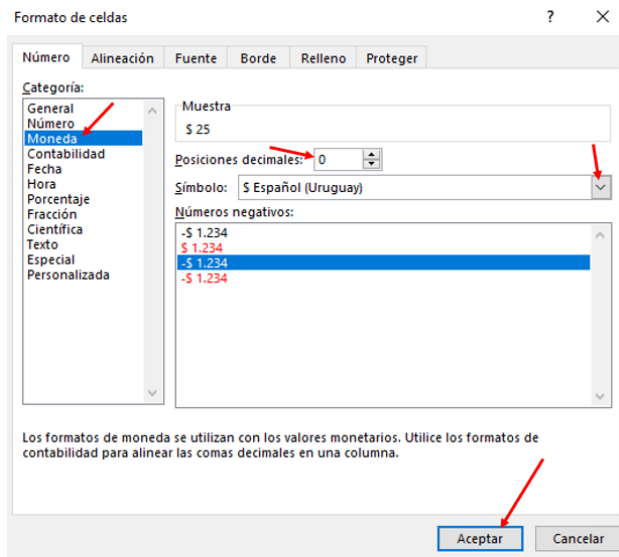 Formato de celdas ?
Número Alineación Fuente Borde Relleno Proteger
Categoría:
General
Número
Moneda
Contabilidad
Fecha
Hora
Porcentaje
Fracción
Científica
Texto
Especial
Personalizada
Muestra
$ 25
Posiciones decimales: 0
Símbolo: $ Español (Uruguay)
Números negativos:
-$ 1.234
$ 1.234
-$ 1.234
-$ 1.234
Los formatos de moneda se utilizan con los valores monetarios. Utilice los formatos de
contabilidad para alinear las comas decimales en una columna.
Aceptar Cancelar